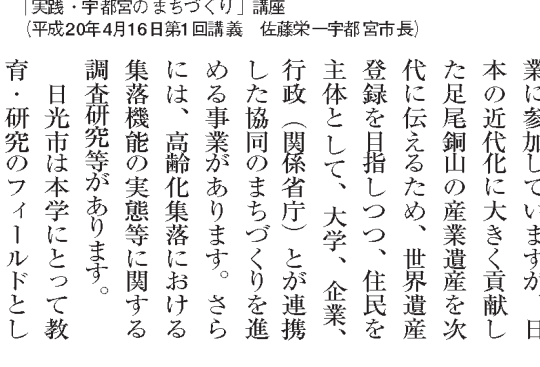 「実践・宇都宮のまちづくり」講座
(平成20年4月16日第1回講義　佐藤栄一宇都宮市長)
業に参加していますが、日
本の近代化に大きく貢献し
た足尾銅山の産業遺産を次
代に伝えるため、世界遺産
登録を目指しつつ、住民を
主体として、大学、企業、
行政（関係省庁）とが連携
した協同のまちづくりを進
める事業があります。さら
には、高齢化集落における
集落機能の実態等に関する
調査研究等があります。
日光市は本学にとって教
育・研究のフィールドとし